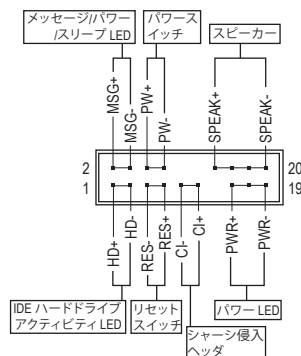 メッセージ/パワー
/スリープ LED
パワース
イッチ
スピーカー
MSG+
MSG-
PW+
PW-
SPEAK+
SPEAK-
2
20
1
19
HD+
HD-
RES-
RES+
CI-
CI+
PWR+
PWR-
IDE ハードドライブ
アクティビティ LED
リセット
スイッチ
パワー LED
シャーシ侵入
ヘッダ